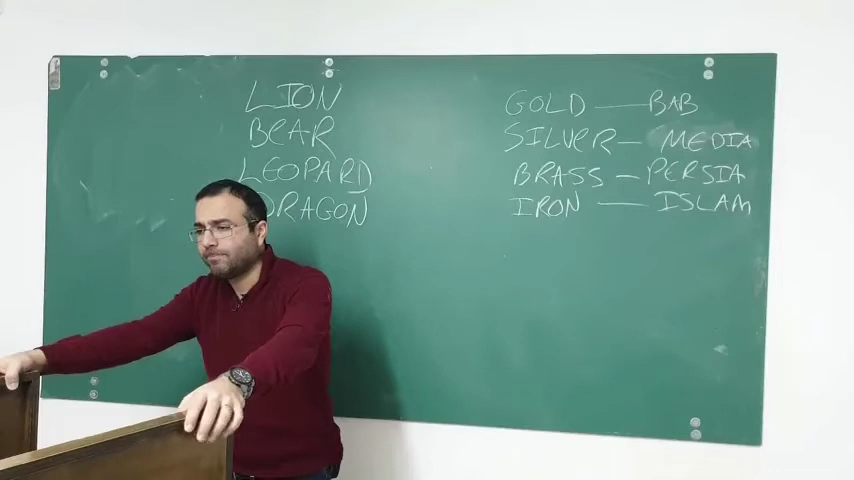 LION
BEAR
LEOPARD
DRAGON
GOLD — BAB
SILVER — MEDIA
BRASS — PERSIA
IRON — ISLAM